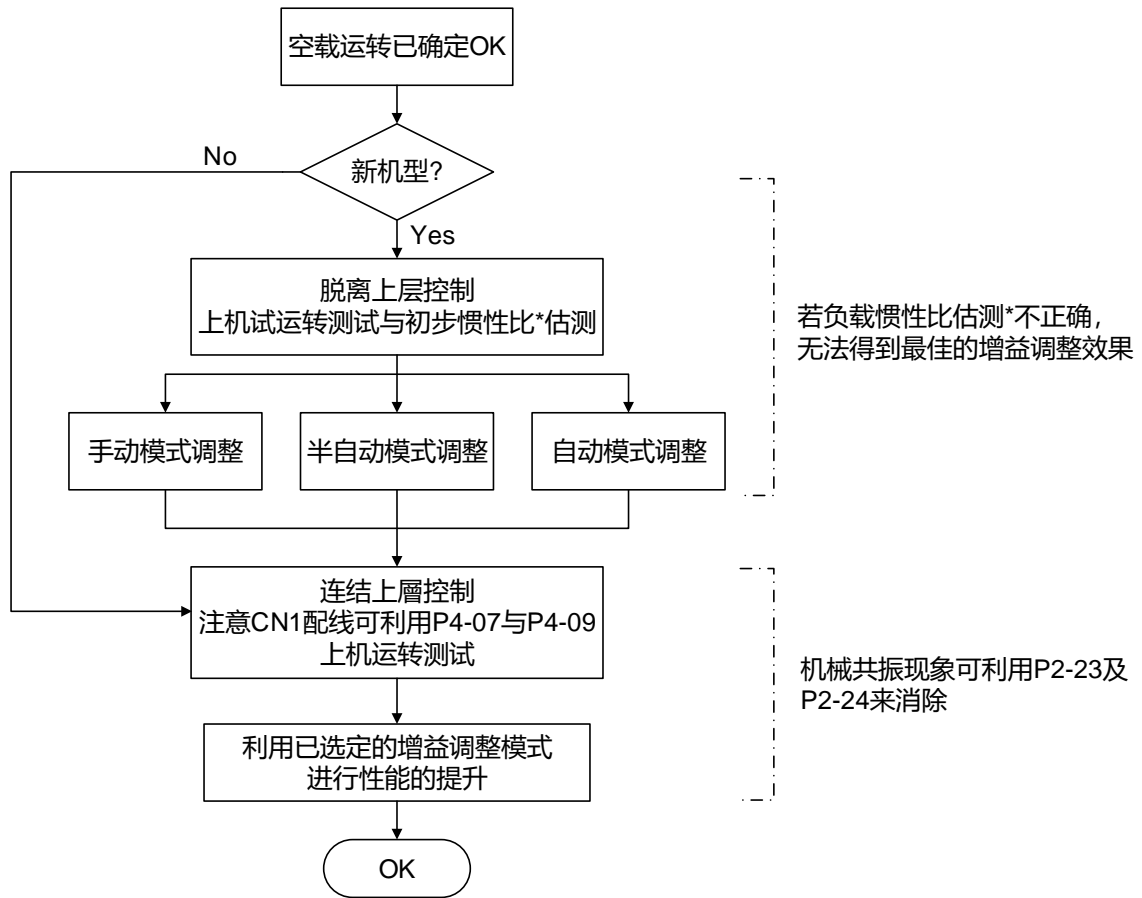 空载运转已确定OK
新机型?
No
Yes
脱离上层控制
上机试运转测试与初步惯性比*估测
手动模式调整
半自动模式调整
自动模式调整
若负载惯性比估测*不正确，
无法得到最佳的增益调整效果
连结上層控制
注意CN1配线可利用P4-07与P4-09
上机运转测试
机械共振现象可利用P2-23及
P2-24来消除
利用已选定的增益调整模式
进行性能的提升
OK